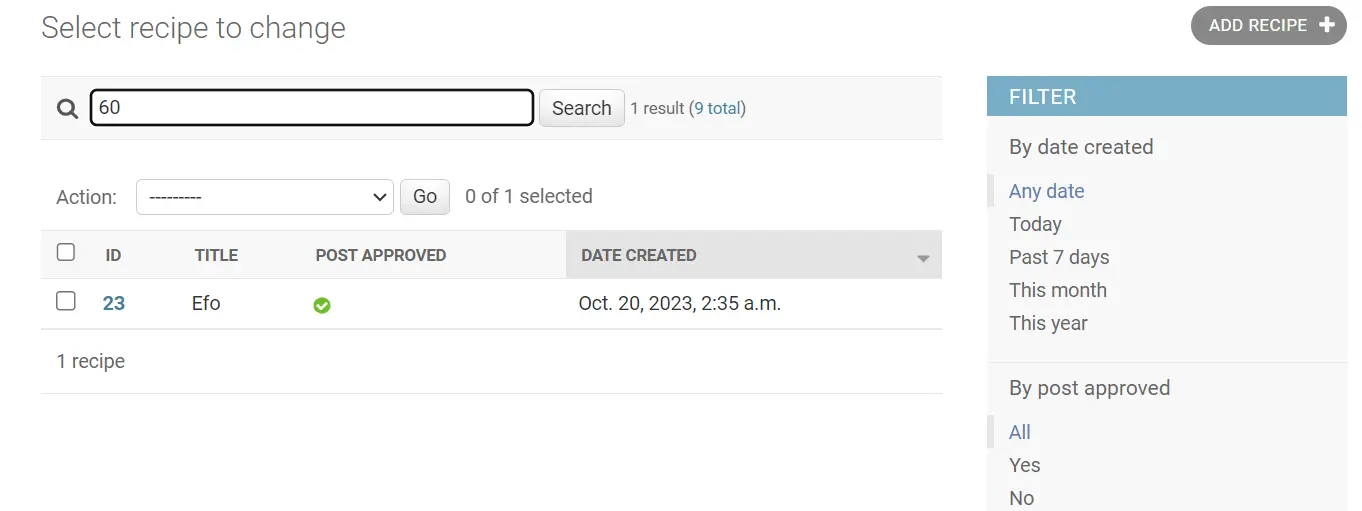 Select recipe to change
ADD RECIPE
60
Search
1 result (9 total)
Action:
---------
Go
0 of 1 selected
ID TITLE POST APPROVED DATE CREATED
23 Efo Oct. 20, 2023, 2:35 a.m.
1 recipe
FILTER
By date created
Any date
Today
Past 7 days
This month
This year
By post approved
All
Yes
No